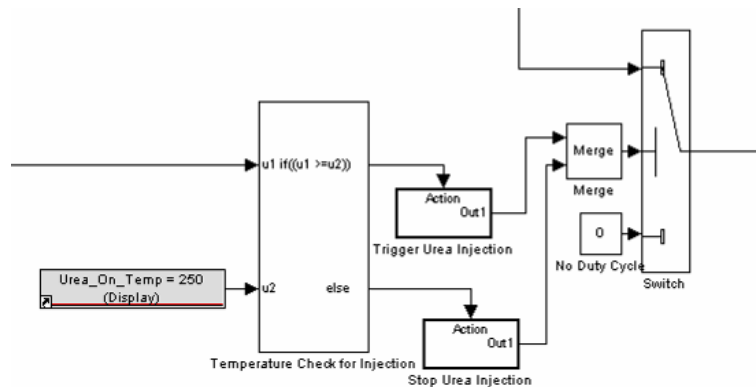 Merge
Merge
u1 if((u1 >=u2))
Action
Out1
Trigger Urea Injection
0
No Duty Cycle
Switch
Urea_On_Temp = 250
(Display)
u2
else
Action
Out1
Temperature Check for Injection
Stop Urea Injection